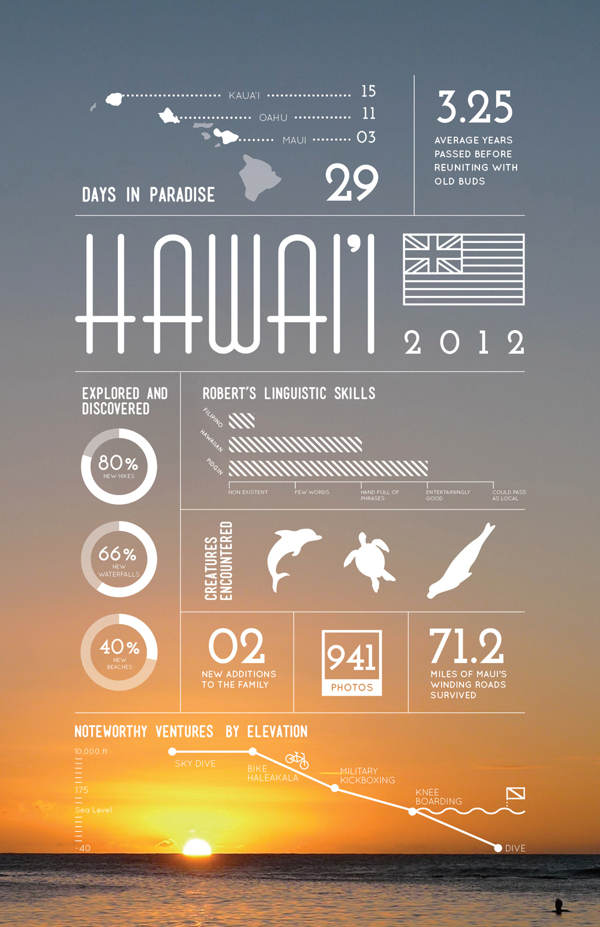 KAUA'I 15
OAHU 11
MAUI 03
DAYS IN PARADISE 29
3.25
AVERAGE YEARS
PASSED BEFORE
REUNITING WITH
OLD BUDS
HAWAI'I
2012
EXPLORED AND
DISCOVERED
80%
NEW HIKES
66%
NEW
WATERFALLS
40%
NEW
BEACHES
ROBERT'S LINGUISTIC SKILLS
FILIPINO
HAWAIIAN
PIDGIN
NON EXISTENT
FEW WORDS
HAND FULL OF
PHRASES
ENTERTAININGLY
GOOD
COULD PASS
AS LOCAL
CREATURES
ENCOUNTERED
02
NEW ADDITIONS
TO THE FAMILY
941
PHOTOS
71.2
MILES OF MAUI'S
WINDING ROADS
SURVIVED
NOTEWORTHY VENTURES BY ELEVATION
10,000 ft
175
Sea Level
-40
SKY DIVE
BIKE
HALEAKALA
MILITARY
KICKBOXING
KNEE
BOARDING
DIVE